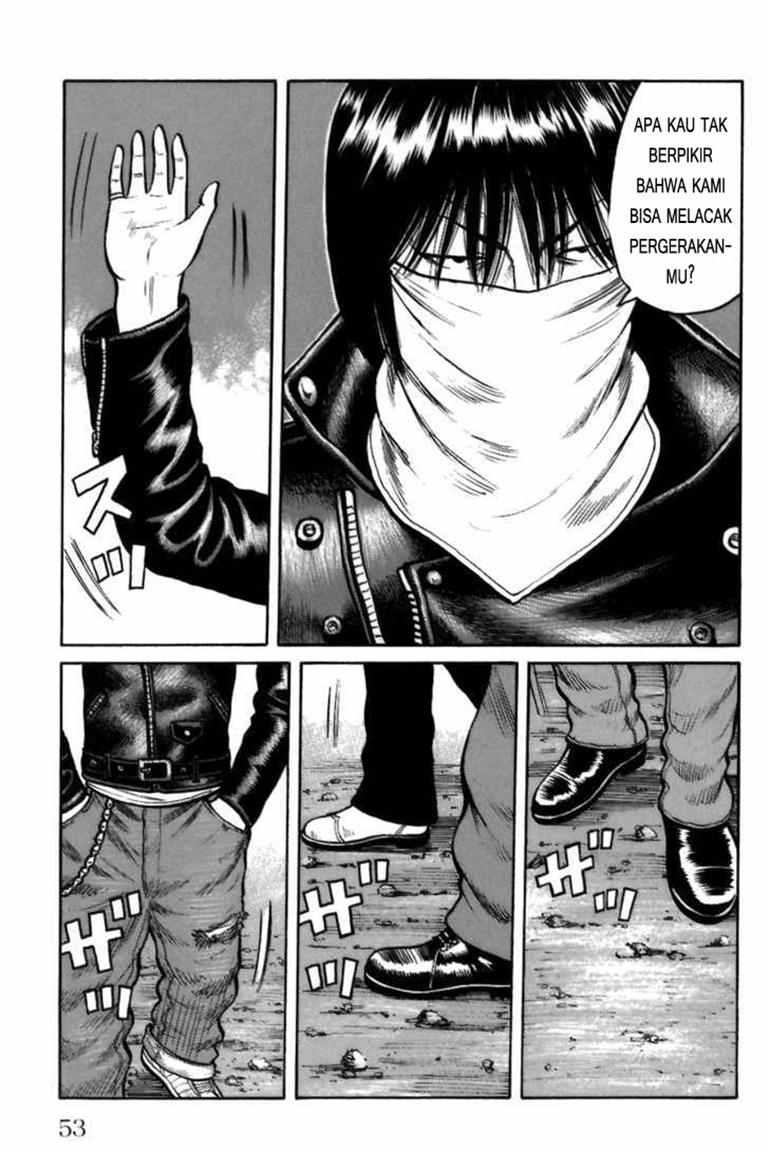 APA KAU TAK
BERPIKIR
BAHWA KAMI
BISA MELACAK
PERGERAKAN-
MU?
スッ
ザッ
ザッ
ザッ
53